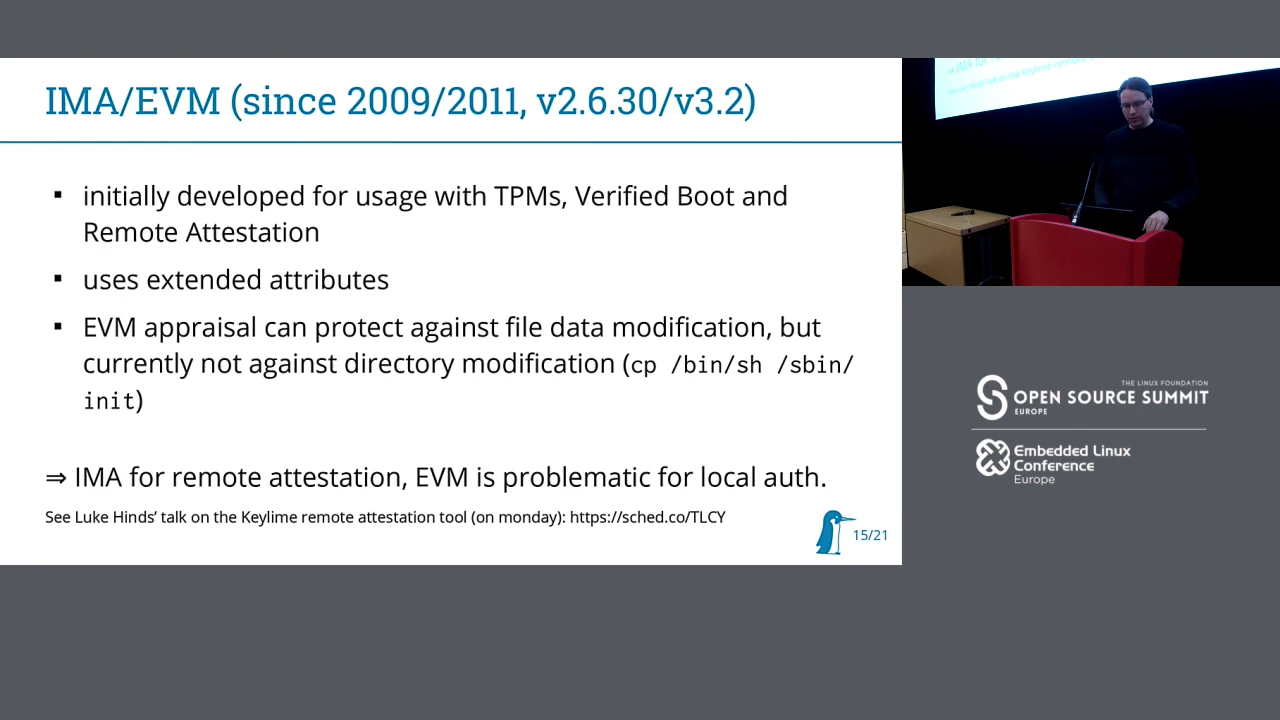 IMA/EVM (since 2009/2011, v2.6.30/v3.2)
▪ initially developed for usage with TPMs, Verified Boot and
Remote Attestation
▪ uses extended attributes
▪ EVM appraisal can protect against file data modification, but
currently not against directory modification (cp /bin/sh /sbin/
init)
⇒ IMA for remote attestation, EVM is problematic for local auth.
See Luke Hinds’ talk on the Keylime remote attestation tool (on monday): https://sched.co/TLCY
15/21
THE LINUX FOUNDATION
OPEN SOURCE SUMMIT
EUROPE
Embedded Linux
Conference
Europe